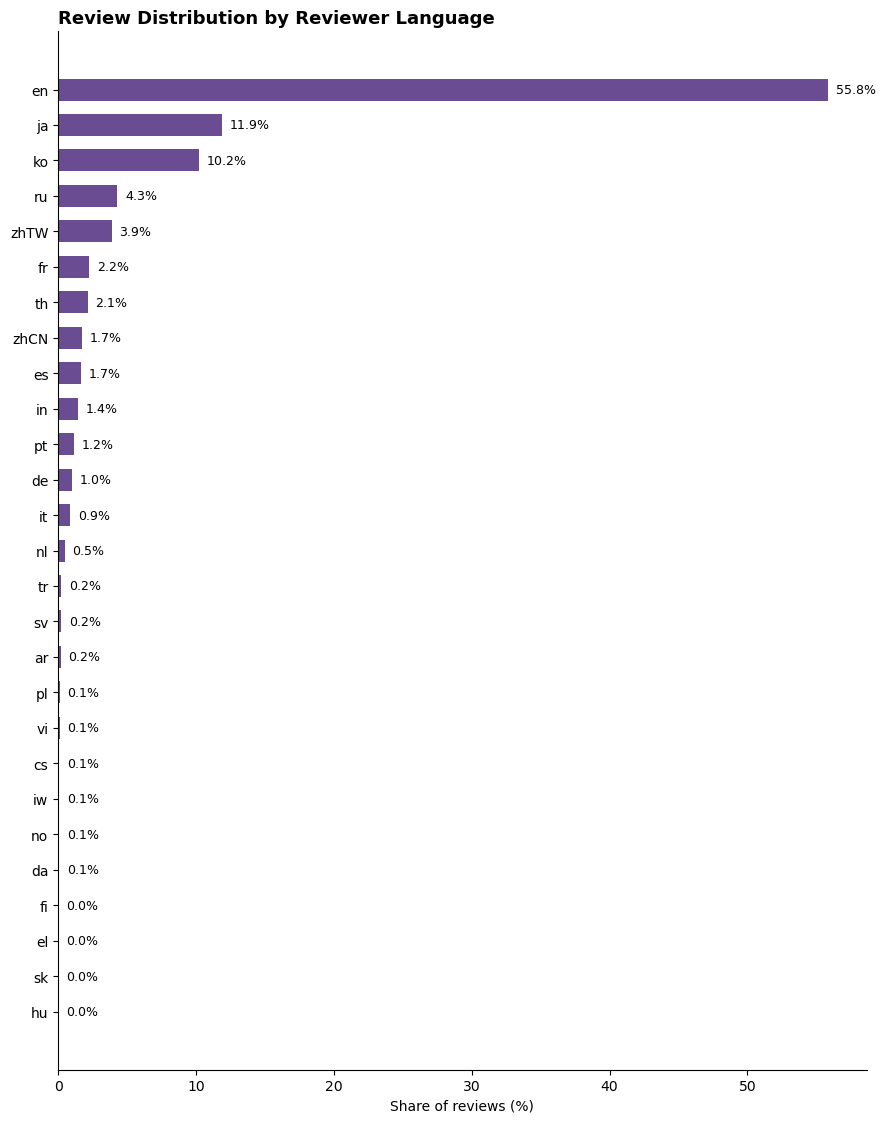 Review Distribution by Reviewer Language
en 55.8%
ja 11.9%
ko 10.2%
ru 4.3%
zhTW 3.9%
fr 2.2%
th 2.1%
zhCN 1.7%
es 1.7%
in 1.4%
pt 1.2%
de 1.0%
it 0.9%
nl 0.5%
tr 0.2%
sv 0.2%
ar 0.2%
pl 0.1%
vi 0.1%
cs 0.1%
iw 0.1%
no 0.1%
da 0.1%
fi 0.0%
el 0.0%
sk 0.0%
hu 0.0%
0 10 20 30 40 50
Share of reviews (%)